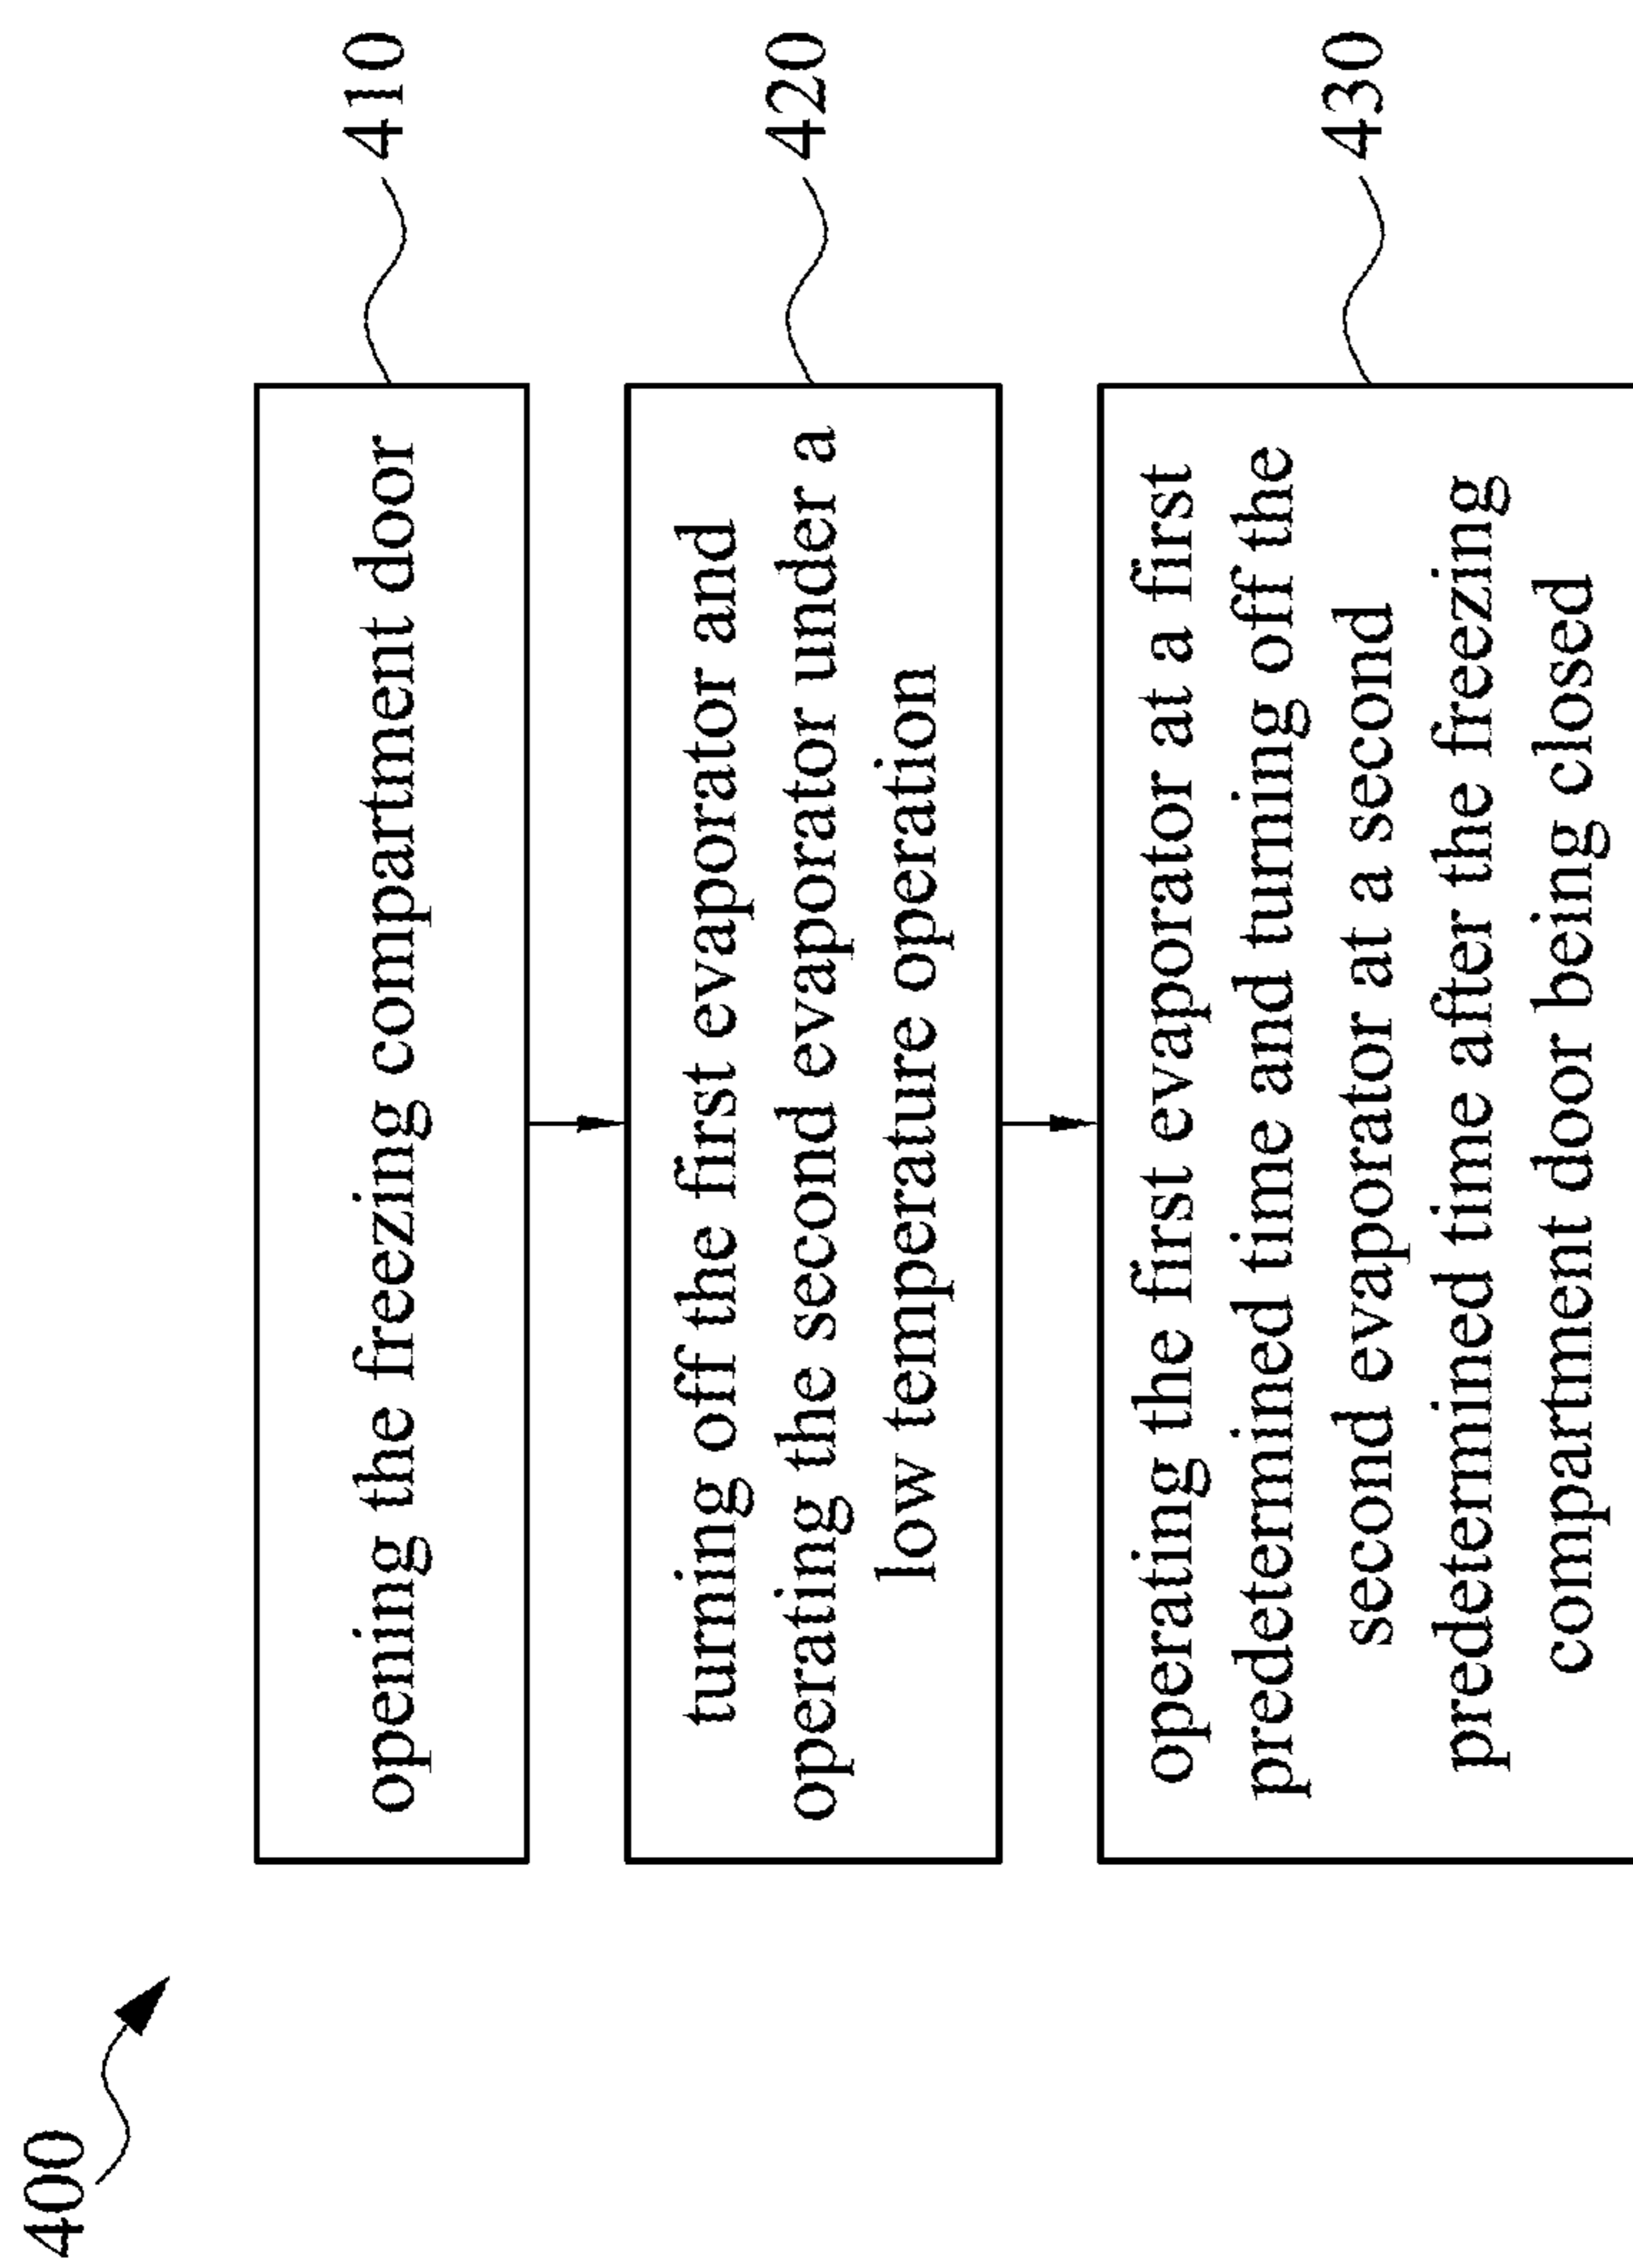 400
opening the freezing compartment door
410
turning off the first evaporator and
operating the second evaporator under a
low temperature operation
420
operating the first evaporator at a first
predetermined time and turning off the
second evaporator at a second
predetermined time after the freezing
compartment door being closed
430